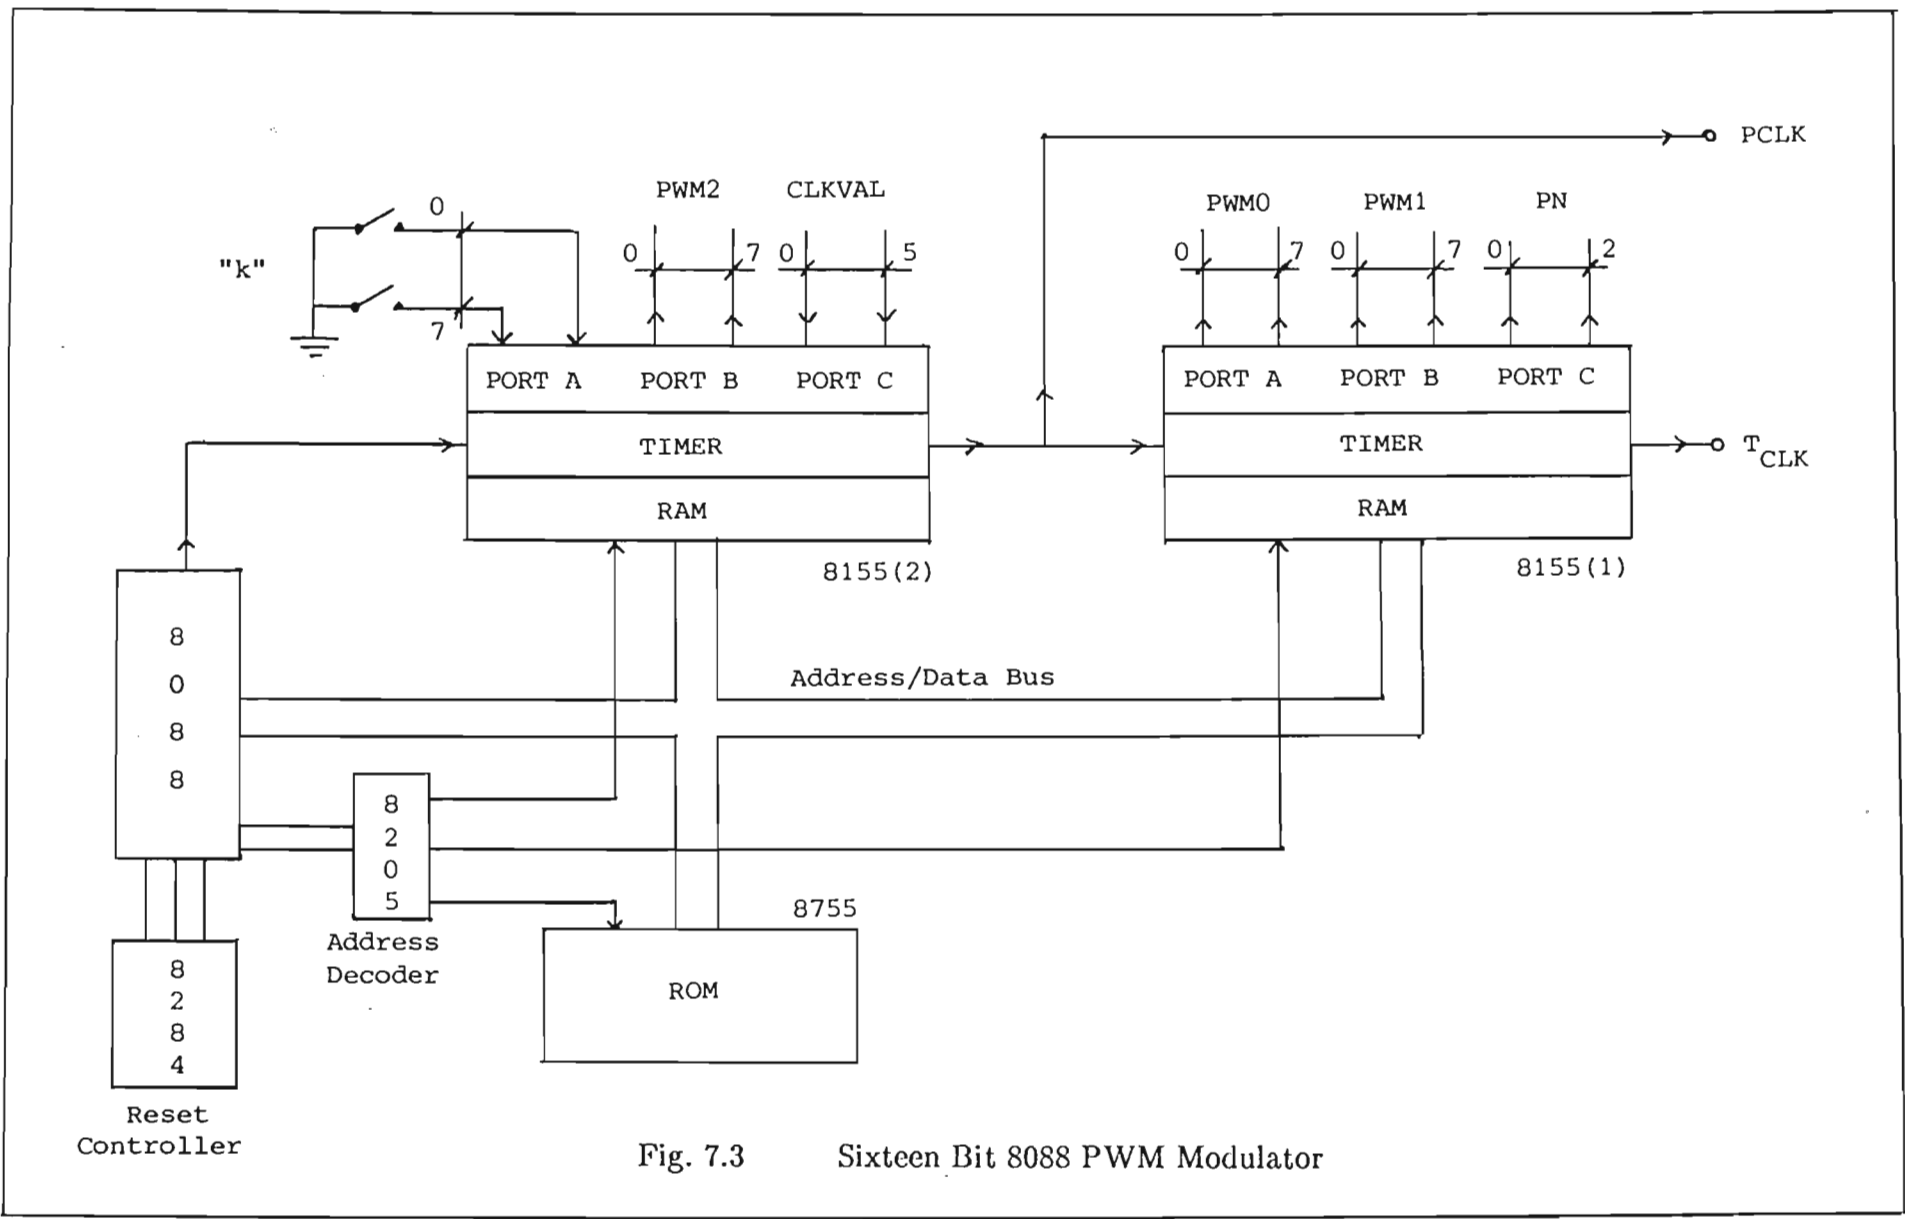 PCLK
PWM2 CLKVAL
PWM0 PWM1 PN
0
0 7 0 5
0 7 0 7 0 2
"k"
7
PORT A PORT B PORT C
PORT A PORT B PORT C
TIMER
TIMER
T CLK
RAM
RAM
8155(2)
8155(1)
8
0
8
8
Address/Data Bus
8
2
0
5
8755
Address
Decoder
ROM
8
2
8
4
Reset
Controller
Fig. 7.3 Sixteen Bit 8088 PWM Modulator